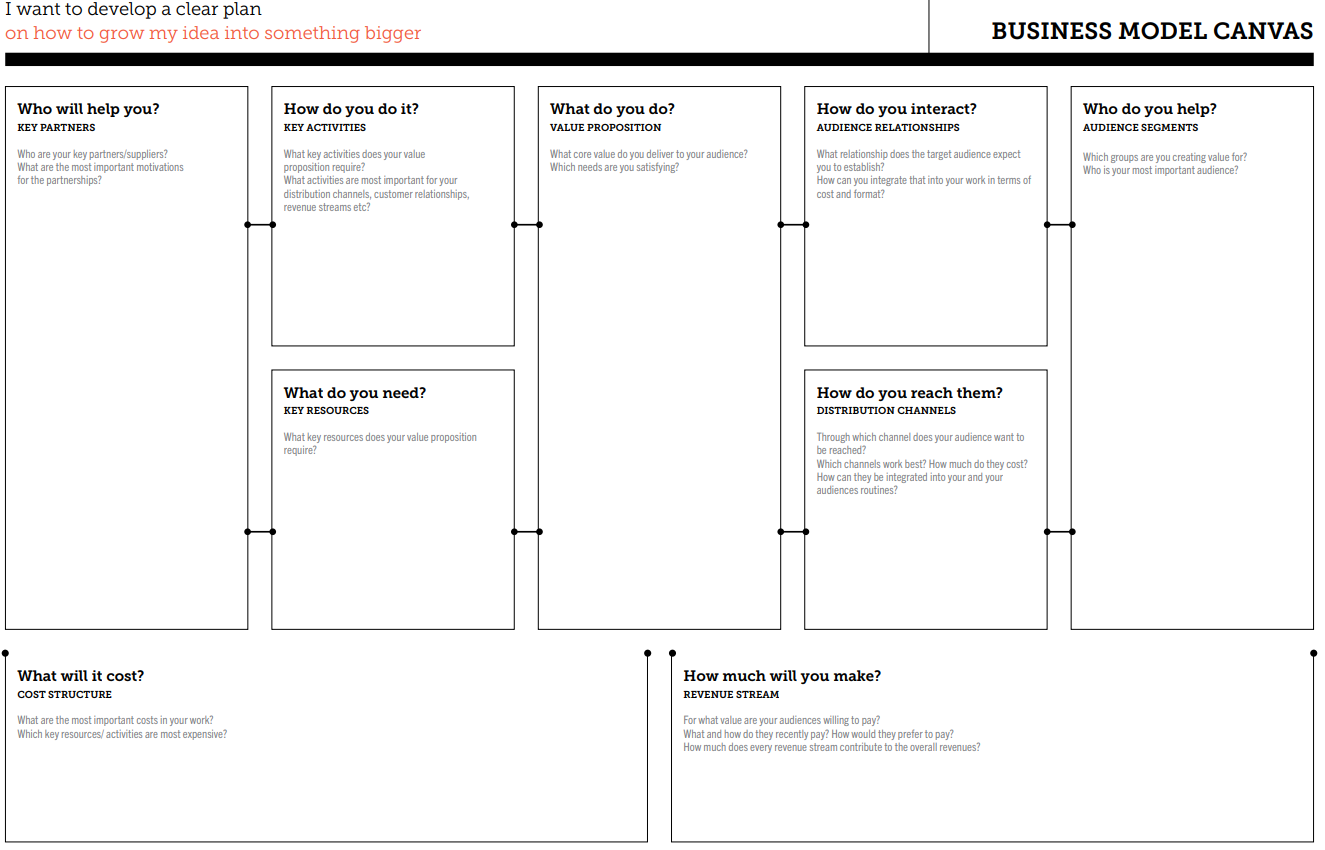 I want to develop a clear plan
on how to grow my idea into something bigger
BUSINESS MODEL CANVAS
Who will help you?
KEY PARTNERS
Who are your key partners/suppliers?
What are the most important motivations
for the partnerships?
How do you do it?
KEY ACTIVITIES
What key activities does your value
proposition require?
What activities are most important for your
distribution channels, customer relationships,
revenue streams etc?
What do you need?
KEY RESOURCES
What key resources does your value proposition
require?
What do you do?
VALUE PROPOSITION
What core value do you deliver to your audience?
Which needs are you satisfying?
How do you interact?
AUDIENCE RELATIONSHIPS
What relationship does the target audience expect
you to establish?
How can you integrate that into your work in terms of
cost and format?
How do you reach them?
DISTRIBUTION CHANNELS
Through which channel does your audience want to
be reached?
Which channels work best? How much do they cost?
How can they be integrated into your and your
audiences routines?
Who do you help?
AUDIENCE SEGMENTS
Which groups are you creating value for?
Who is your most important audience?
What will it cost?
COST STRUCTURE
What are the most important costs in your work?
Which key resources/ activities are most expensive?
How much will you make?
REVENUE STREAM
For what value are your audiences willing to pay?
What and how do they recently pay? How would they prefer to pay?
How much does every revenue stream contribute to the overall revenues?